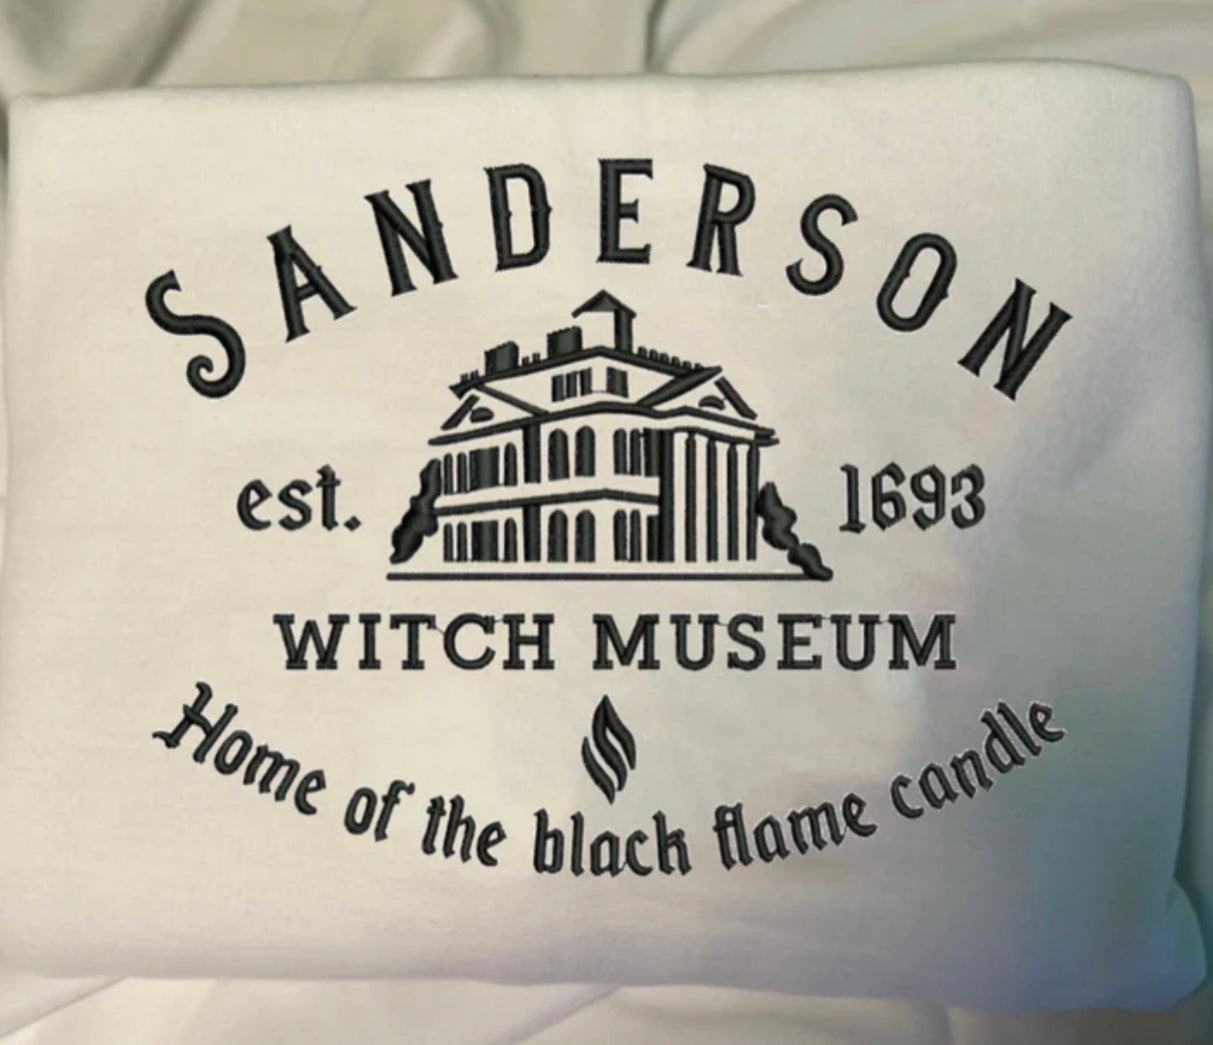 SANDERSON
est. 1693
WITCH MUSEUM
Home of the black flame candle